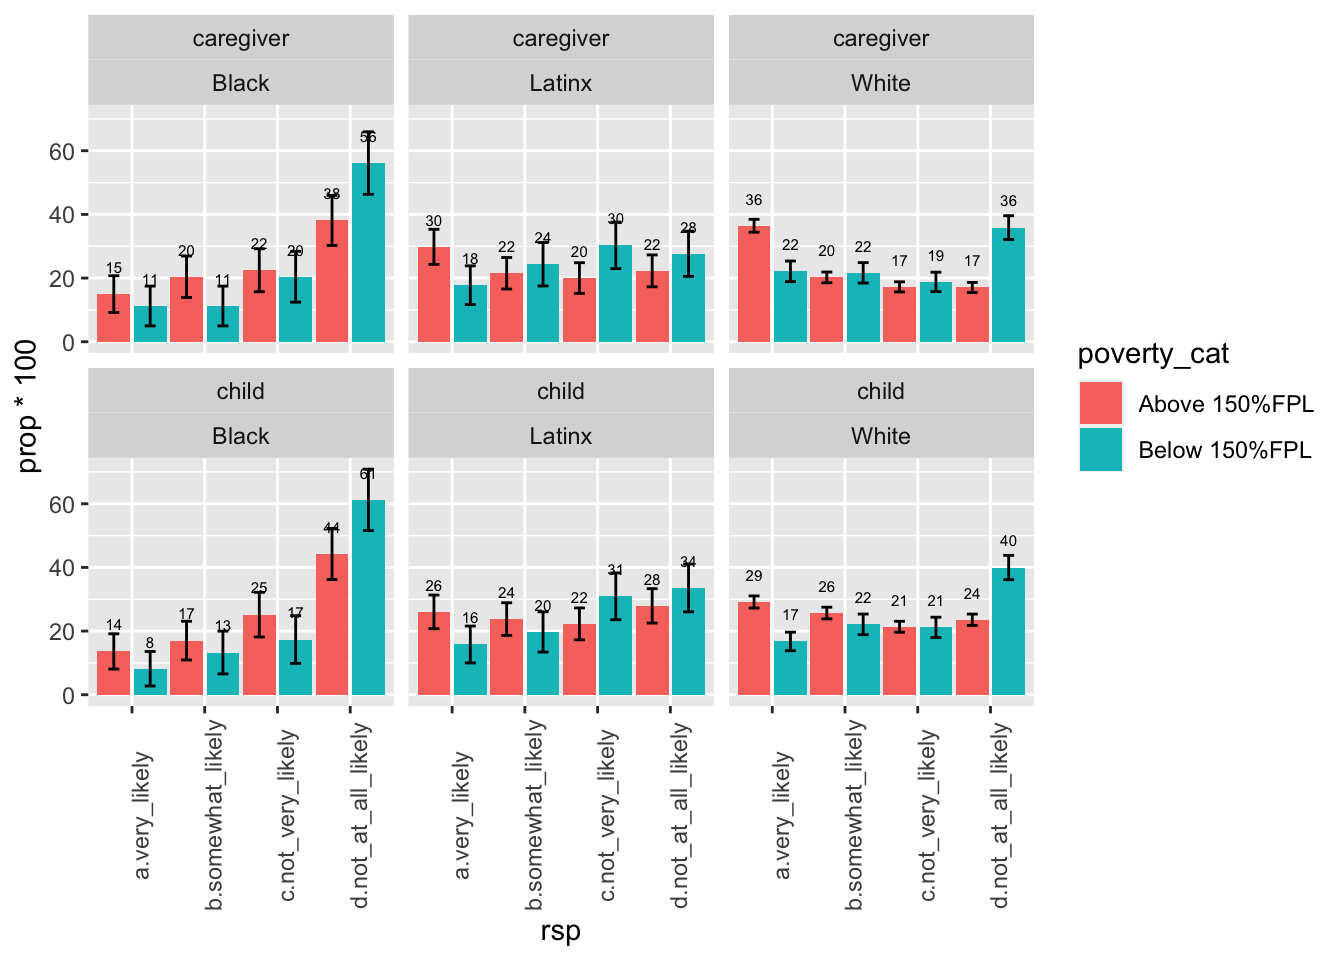 caregiver
Black
caregiver
Latinx
caregiver
White
60
40
20
0
15
11
20
11
22
20
38
56
30
18
22
24
20
30
22
28
36
22
20
22
17
19
17
36
child
Black
child
Latinx
child
White
60
40
20
0
14
8
17
13
25
17
44
61
26
16
24
20
22
31
28
34
29
17
26
22
21
21
24
40
a.very_likely
b.somewhat_likely
c.not_very_likely
d.not_at_all_likely
a.very_likely
b.somewhat_likely
c.not_very_likely
d.not_at_all_likely
a.very_likely
b.somewhat_likely
c.not_very_likely
d.not_at_all_likely
rsp
prop * 100
poverty_cat
Above 150%FPL
Below 150%FPL